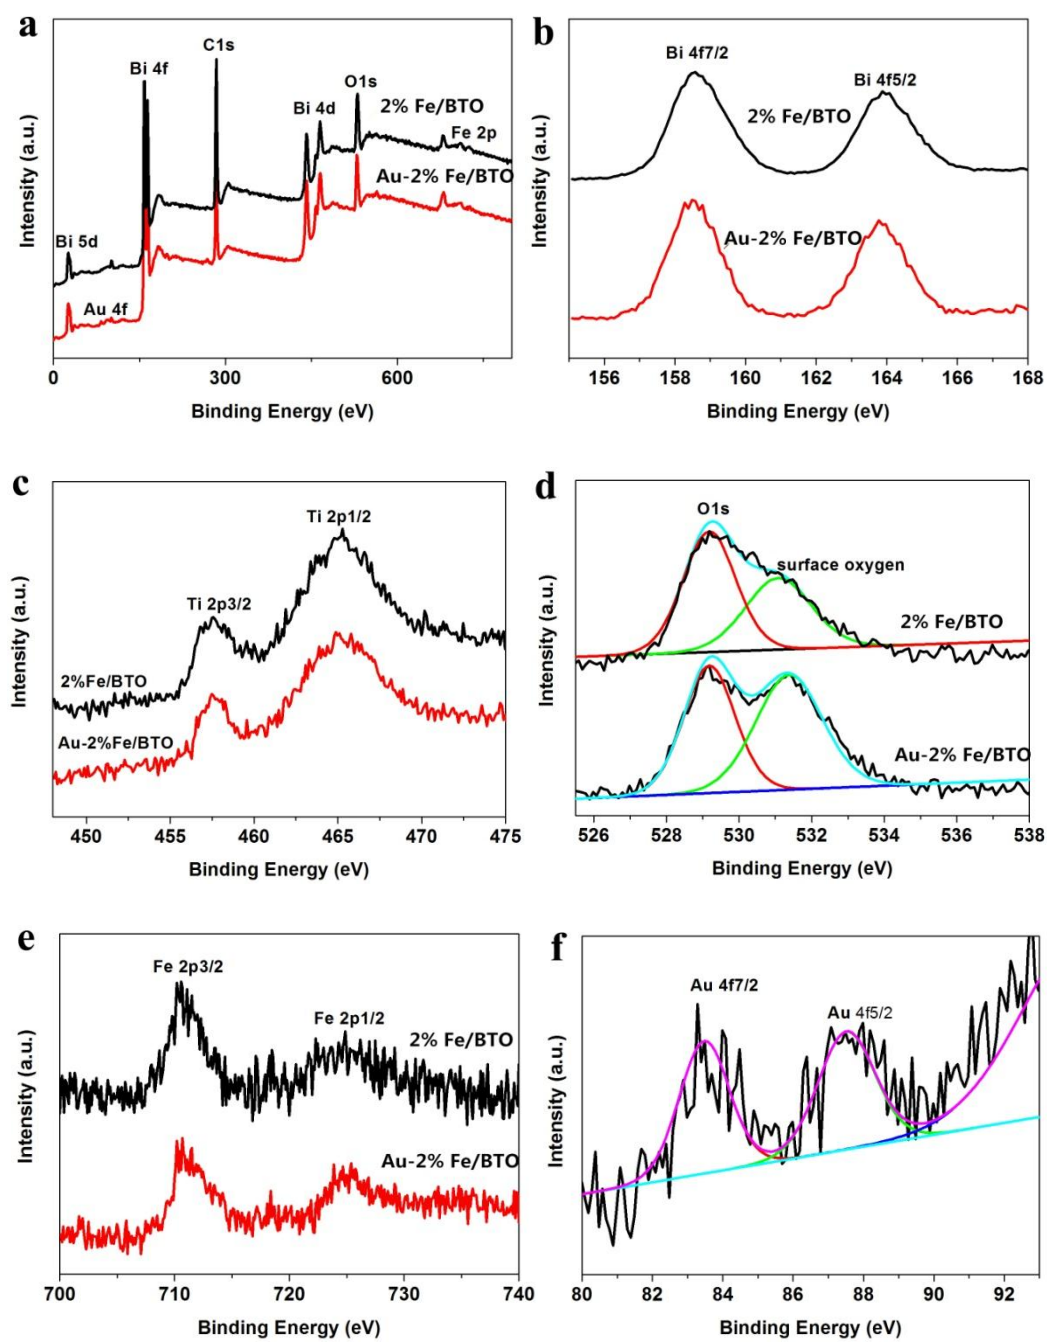 a
C1s
Bi 4f
O1s
Bi 4d
2% Fe/BTO
Fe 2p
Au-2% Fe/BTO
Bi 5d
Au 4f
Intensity (a.u.)
0 300 600
Binding Energy (eV)
b
Bi 4f7/2
Bi 4f5/2
2% Fe/BTO
Au-2% Fe/BTO
Intensity (a.u.)
156 158 160 162 164 166 168
Binding Energy (eV)
c
Ti 2p1/2
Ti 2p3/2
2%Fe/BTO
Au-2%Fe/BTO
Intensity (a.u.)
450 455 460 465 470 475
Binding Energy (eV)
d
O1s
surface oxygen
2% Fe/BTO
Au-2% Fe/BTO
Intensity (a.u.)
526 528 530 532 534 536 538
Binding Energy (eV)
e
Fe 2p3/2
Fe 2p1/2
2% Fe/BTO
Au-2% Fe/BTO
Intensity (a.u.)
700 710 720 730 740
Binding Energy (eV)
f
Au 4f7/2
Au 4f5/2
Intensity (a.u.)
80 82 84 86 88 90 92
Binding Energy (eV)